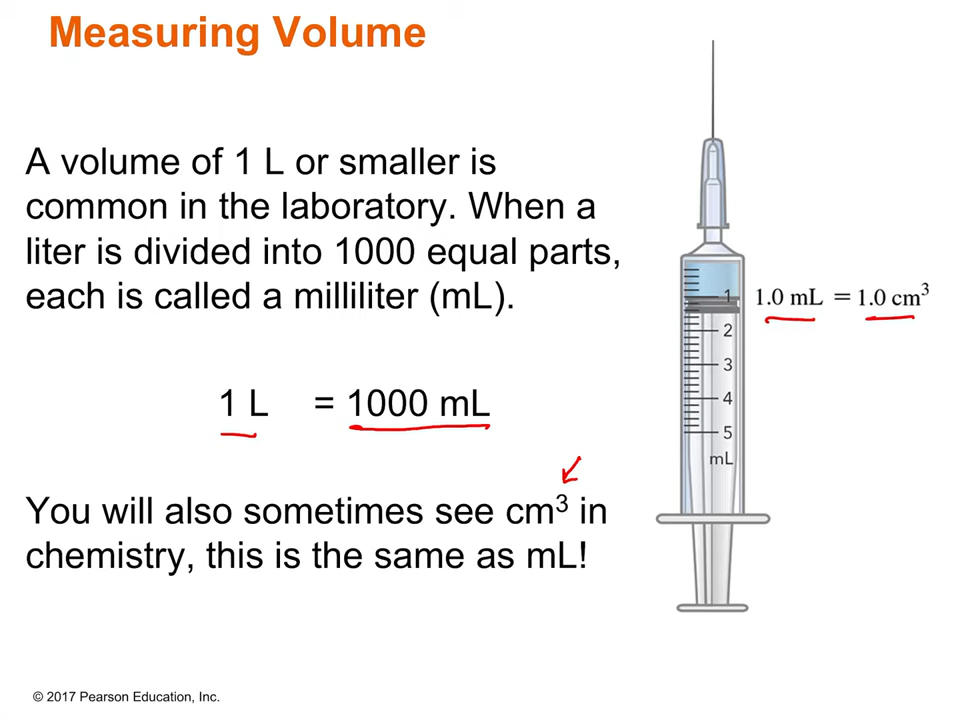 Measuring Volume
A volume of 1 L or smaller is
common in the laboratory. When a
liter is divided into 1000 equal parts,
each is called a milliliter (mL).
1 L = 1000 mL
You will also sometimes see cm³ in
chemistry, this is the same as mL!
1
1.0 mL = 1.0 cm³
2
3
4
5
mL
© 2017 Pearson Education, Inc.